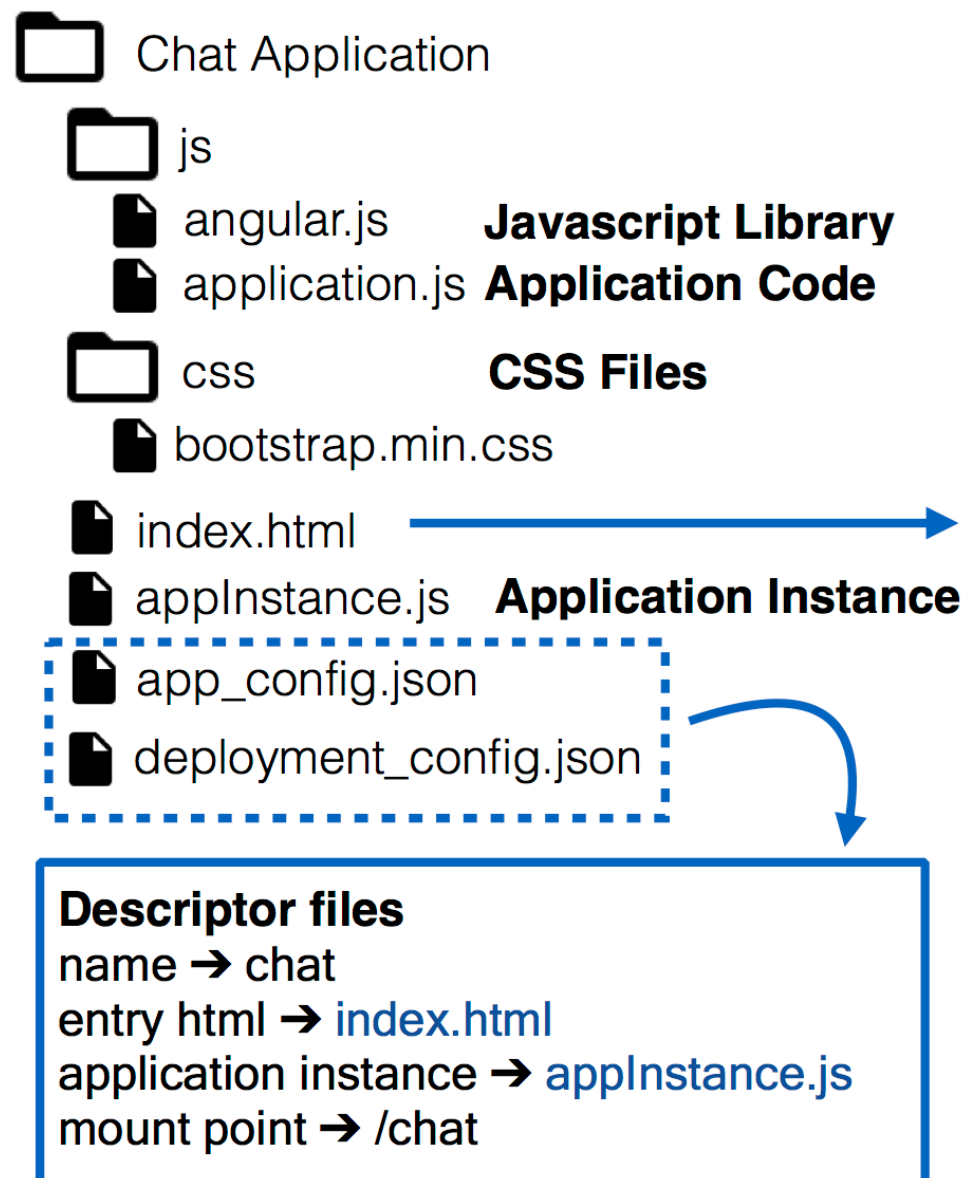 Chat Application
js
angular.js Javascript Library
application.js Application Code
css CSS Files
bootstrap.min.css
index.html
appInstance.js Application Instance
app_config.json
deployment_config.json
Descriptor files
name ➔ chat
entry html ➔ index.html
application instance ➔ appInstance.js
mount point ➔ /chat